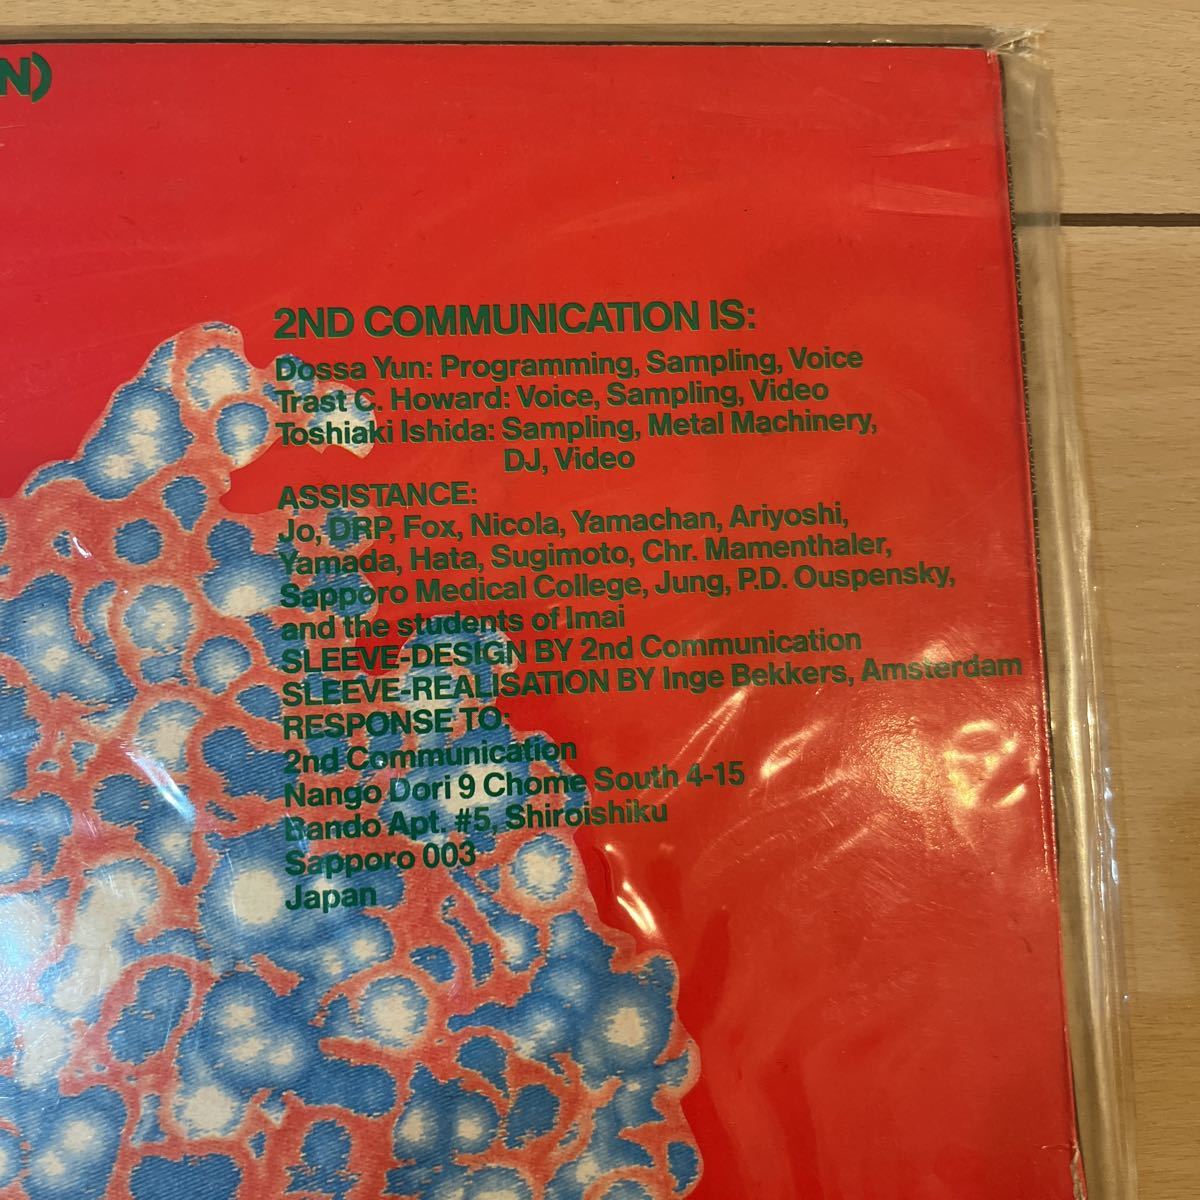 N)
2ND COMMUNICATION IS:
Dossa Yun: Programming, Sampling, Voice
Trast C. Howard: Voice, Sampling, Video
Toshiaki Ishida: Sampling, Metal Machinery,
DJ, Video
ASSISTANCE:
Jo, DRP, Fox, Nicola, Yamachan, Ariyoshi,
Yamada, Hata, Sugimoto, Chr. Mamenthaler,
Sapporo Medical College, Jung, P.D. Ouspensky,
and the students of Imai
SLEEVE-DESIGN BY 2nd Communication
SLEEVE-REALISATION BY Inge Bekkers, Amsterdam
RESPONSE TO:
2nd Communication
Nango Dori 9 Chome South 4-15
Bando Apt. #5, Shiroishiku
Sapporo 003
Japan